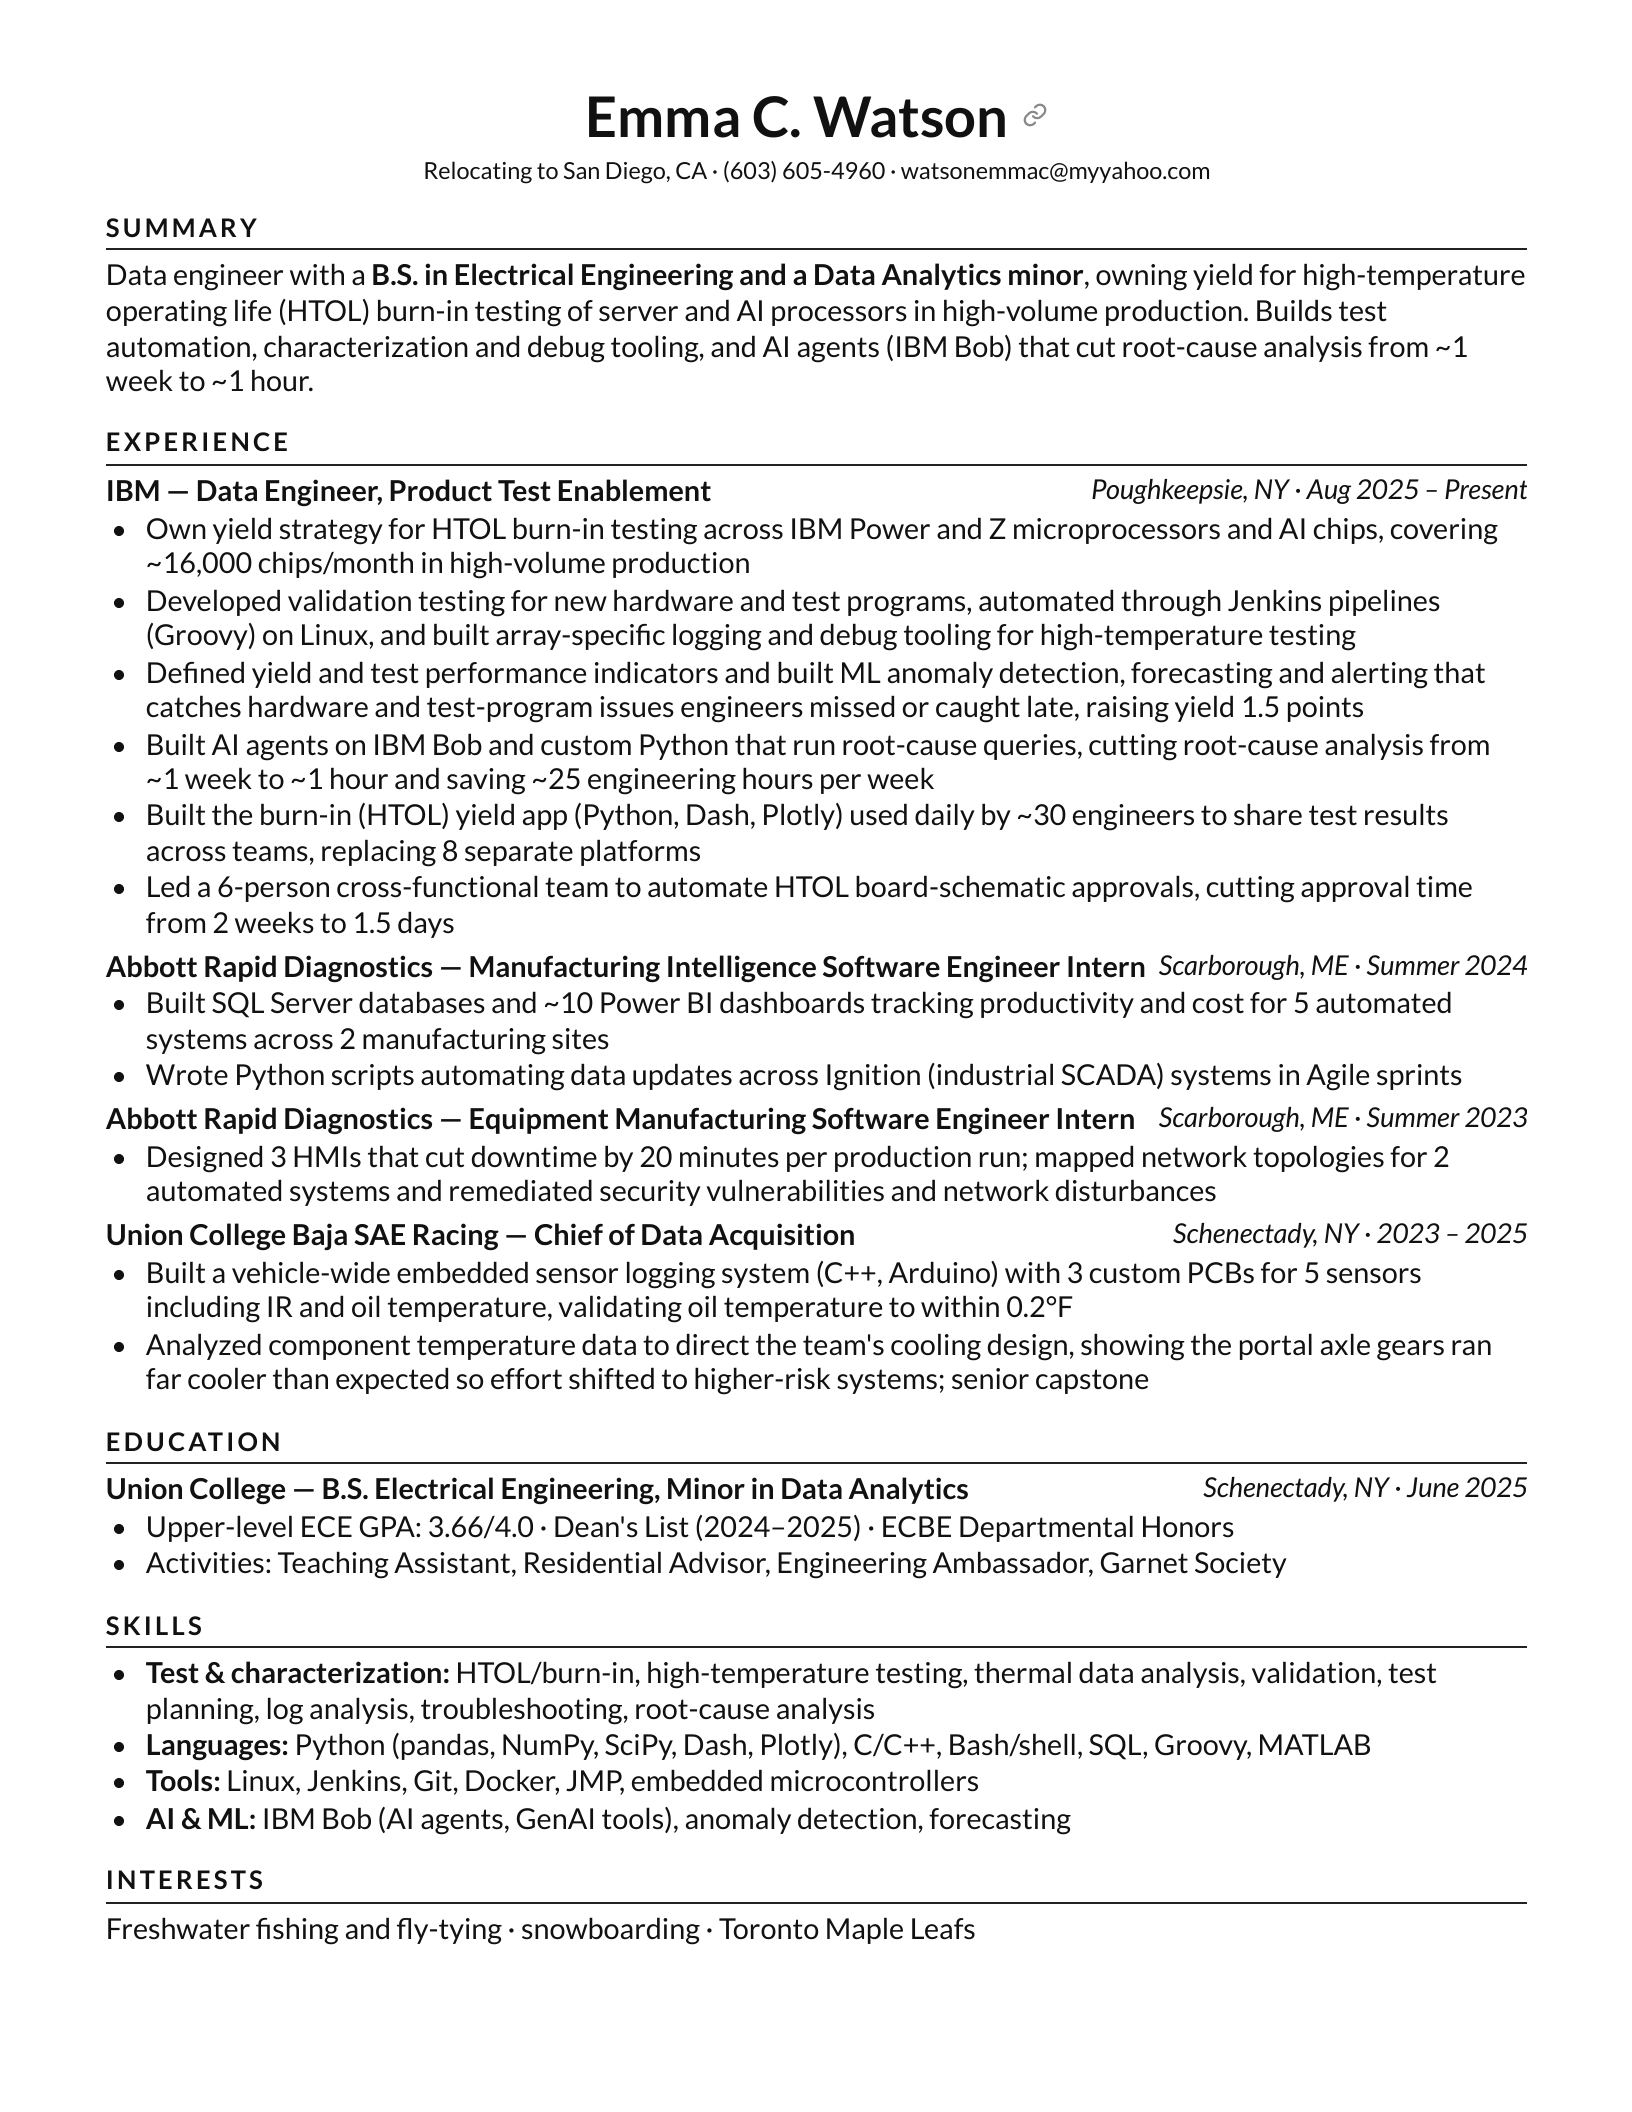 Emma C. Watson
Relocating to San Diego, CA · (603) 605-4960 · watsonemmac@myyahoo.com
SUMMARY
Data engineer with a B.S. in Electrical Engineering and a Data Analytics minor, owning yield for high-temperature
operating life (HTOL) burn-in testing of server and AI processors in high-volume production. Builds test
automation, characterization and debug tooling, and AI agents (IBM Bob) that cut root-cause analysis from ~1
week to ~1 hour.
EXPERIENCE
IBM — Data Engineer, Product Test Enablement Poughkeepsie, NY · Aug 2025 – Present
• Own yield strategy for HTOL burn-in testing across IBM Power and Z microprocessors and AI chips, covering
~16,000 chips/month in high-volume production
• Developed validation testing for new hardware and test programs, automated through Jenkins pipelines
(Groovy) on Linux, and built array-specific logging and debug tooling for high-temperature testing
• Defined yield and test performance indicators and built ML anomaly detection, forecasting and alerting that
catches hardware and test-program issues engineers missed or caught late, raising yield 1.5 points
• Built AI agents on IBM Bob and custom Python that run root-cause queries, cutting root-cause analysis from
~1 week to ~1 hour and saving ~25 engineering hours per week
• Built the burn-in (HTOL) yield app (Python, Dash, Plotly) used daily by ~30 engineers to share test results
across teams, replacing 8 separate platforms
• Led a 6-person cross-functional team to automate HTOL board-schematic approvals, cutting approval time
from 2 weeks to 1.5 days
Abbott Rapid Diagnostics — Manufacturing Intelligence Software Engineer Intern Scarborough, ME · Summer 2024
• Built SQL Server databases and ~10 Power BI dashboards tracking productivity and cost for 5 automated
systems across 2 manufacturing sites
• Wrote Python scripts automating data updates across Ignition (industrial SCADA) systems in Agile sprints
Abbott Rapid Diagnostics — Equipment Manufacturing Software Engineer Intern Scarborough, ME · Summer 2023
• Designed 3 HMIs that cut downtime by 20 minutes per production run; mapped network topologies for 2
automated systems and remediated security vulnerabilities and network disturbances
Union College Baja SAE Racing — Chief of Data Acquisition Schenectady, NY · 2023 – 2025
• Built a vehicle-wide embedded sensor logging system (C++, Arduino) with 3 custom PCBs for 5 sensors
including IR and oil temperature, validating oil temperature to within 0.2°F
• Analyzed component temperature data to direct the team's cooling design, showing the portal axle gears ran
far cooler than expected so effort shifted to higher-risk systems; senior capstone
EDUCATION
Union College — B.S. Electrical Engineering, Minor in Data Analytics Schenectady, NY · June 2025
• Upper-level ECE GPA: 3.66/4.0 · Dean's List (2024–2025) · ECBE Departmental Honors
• Activities: Teaching Assistant, Residential Advisor, Engineering Ambassador, Garnet Society
SKILLS
• Test & characterization: HTOL/burn-in, high-temperature testing, thermal data analysis, validation, test
planning, log analysis, troubleshooting, root-cause analysis
• Languages: Python (pandas, NumPy, SciPy, Dash, Plotly), C/C++, Bash/shell, SQL, Groovy, MATLAB
• Tools: Linux, Jenkins, Git, Docker, JMP, embedded microcontrollers
• AI & ML: IBM Bob (AI agents, GenAI tools), anomaly detection, forecasting
INTERESTS
Freshwater fishing and fly-tying · snowboarding · Toronto Maple Leafs